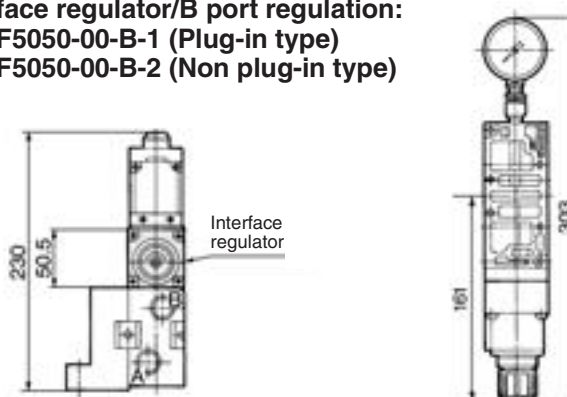 face regulator/B port regulation:
F5050-00-B-1 (Plug-in type)
F5050-00-B-2 (Non plug-in type)
Interface
regulator
230
50.5
B
A
161
303